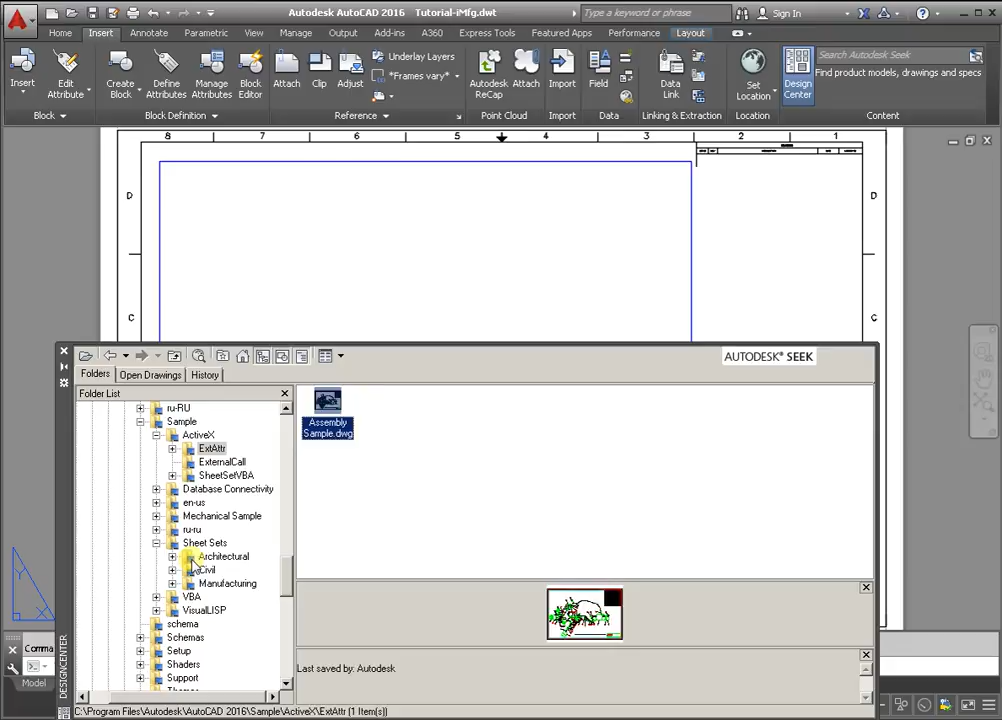 Autodesk AutoCAD 2016 Tutorial-iMfg.dwt
Type a keyword or phrase
Sign In
Home Insert Annotate Parametric View Manage Output Add-ins A360 Express Tools Featured Apps Performance Layout
Insert
Edit Attribute
Create Block
Define Attributes
Manage Attributes
Block Editor
Attach
Clip
Adjust
Underlay Layers
*Frames vary*
Autodesk ReCap
Attach
Import
Field
Data Link
Set Location
Design Center
Search Autodesk Seek
Find product models, drawings and specs
Block
Block Definition
Reference
Point Cloud
Import
Data
Linking & Extraction
Location
Content
8 7 6 5 4 3 2 1
D D
C C
AUTODESK® SEEK
Folders Open Drawings History
Folder List
ru-RU
Sample
ActiveX
ExtAttr
ExternalCall
SheetSetVBA
Database Connectivity
en-us
Mechanical Sample
ru-ru
Sheet Sets
Architectural
Civil
Manufacturing
VBA
VisualLISP
schema
Schemas
Setup
Shaders
Support
Assembly
Sample.dwg
Last saved by: Autodesk
X
Comma
Model
DESIGNCENTER
C:\Program Files\Autodesk\AutoCAD 2016\Sample\ActiveX\ExtAttr (1 Item(s))